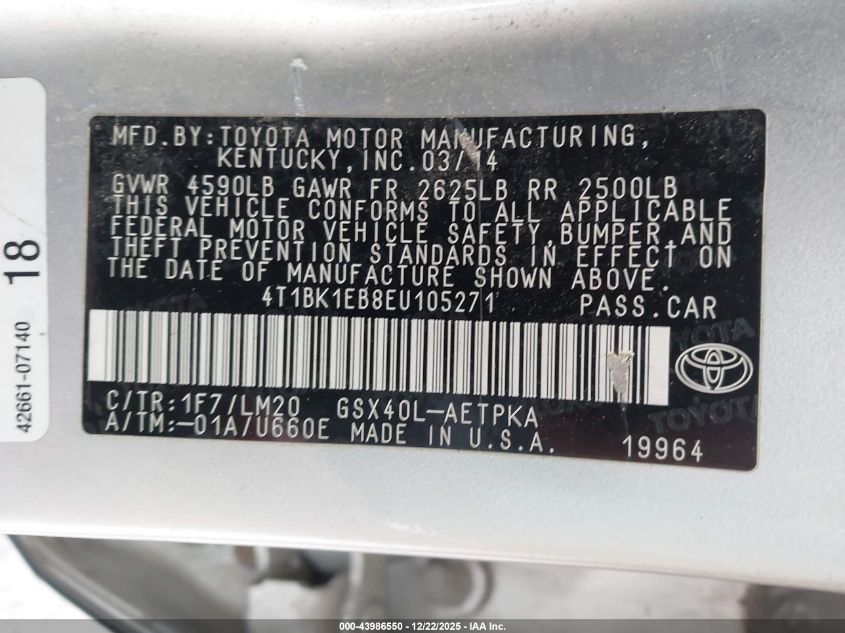 MFD.BY:TOYOTA MOTOR MANUFACTURING,
KENTUCKY,INC.03/14
GVWR 4590LB GAWR FR 2625LB RR 2500LB
THIS VEHICLE CONFORMS TO ALL APPLICABLE
FEDERAL MOTOR VEHICLE SAFETY,BUMPER,AND
THEFT PREVENTION STANDARDS IN EFFECT ON
THE DATE OF MANUFACTURE SHOWN ABOVE.
4T1BK1EB8EU105271 PASS.CAR
C/TR:1F7/LM20 GSX40L-AETPKA
A/TM:-01A/U660E MADE IN U.S.A. 19964
42661-07140 18
TOYOTA
000-43986550 | 12/22/2025 | IAA Holdings, LLC